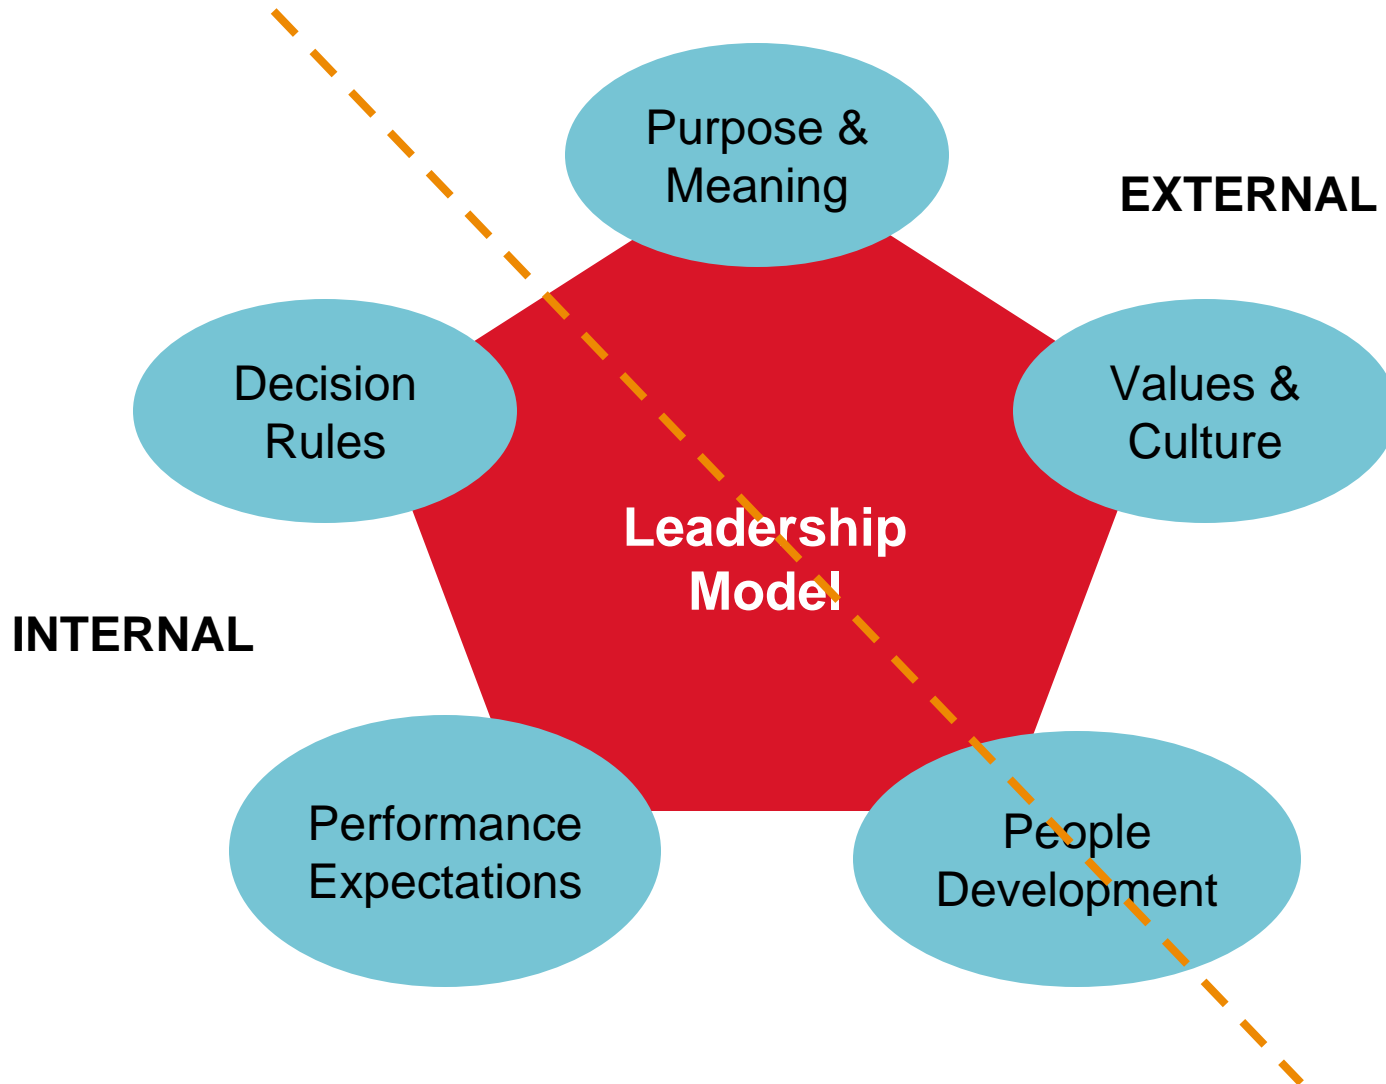 Purpose &
Meaning
EXTERNAL
Decision
Rules
Values &
Culture
Leadership
Model
INTERNAL
Performance
Expectations
People
Development